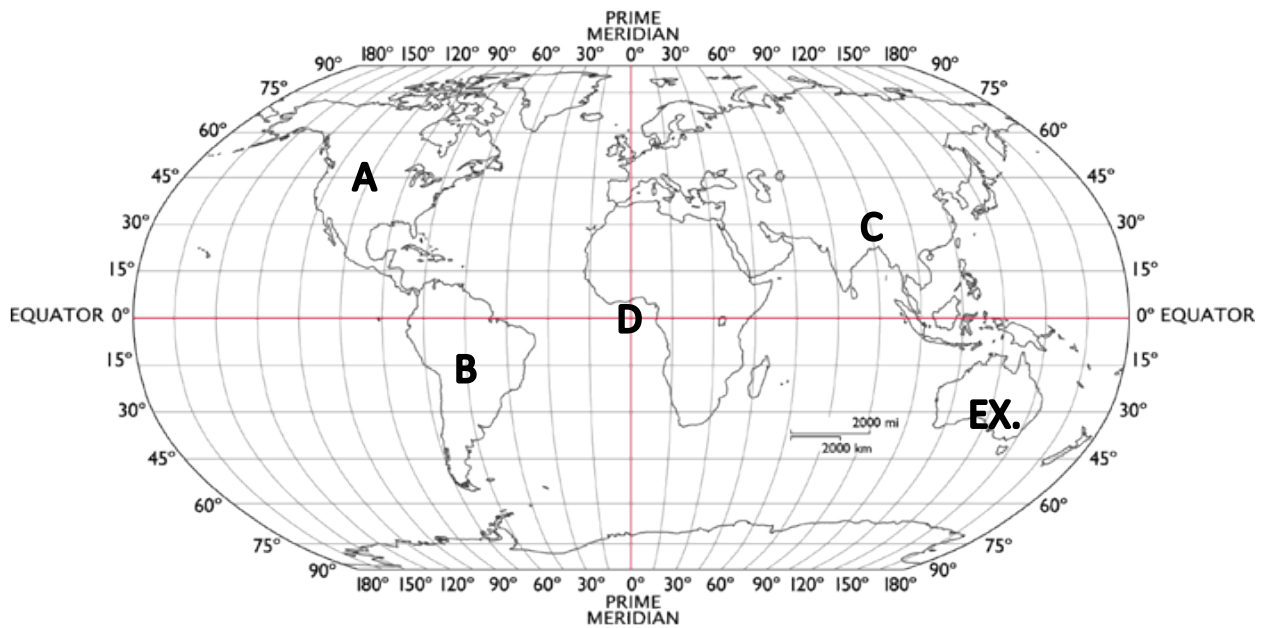 PRIME
MERIDIAN
90° 180° 150° 120° 90° 60° 30° 0° 30° 60° 90° 120° 150° 180° 90°
75° 75°
60° 60°
45° A 45°
30° C 30°
15° 15°
EQUATOR 0° D 0° EQUATOR
15° B 15°
30° EX. 30°
2000 mi
2000 km
45° 45°
60° 60°
75° 75°
90° 180° 150° 120° 90° 60° 30° 0° 30° 60° 90° 120° 150° 180° 90°
PRIME
MERIDIAN